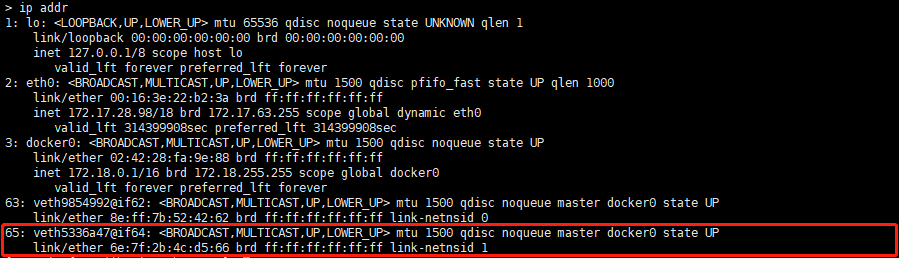 > ip addr
1: lo: <LOOPBACK,UP,LOWER_UP> mtu 65536 qdisc noqueue state UNKNOWN qlen 1
    link/loopback 00:00:00:00:00:00 brd 00:00:00:00:00:00
    inet 127.0.0.1/8 scope host lo
       valid_lft forever preferred_lft forever
2: eth0: <BROADCAST,MULTICAST,UP,LOWER_UP> mtu 1500 qdisc pfifo_fast state UP qlen 1000
    link/ether 00:16:3e:22:b2:3a brd ff:ff:ff:ff:ff:ff
    inet 172.17.28.98/18 brd 172.17.63.255 scope global dynamic eth0
       valid_lft 314399908sec preferred_lft 314399908sec
3: docker0: <BROADCAST,MULTICAST,UP,LOWER_UP> mtu 1500 qdisc noqueue state UP
    link/ether 02:42:28:fa:9e:88 brd ff:ff:ff:ff:ff:ff
    inet 172.18.0.1/16 brd 172.18.255.255 scope global docker0
       valid_lft forever preferred_lft forever
63: veth9854992@if62: <BROADCAST,MULTICAST,UP,LOWER_UP> mtu 1500 qdisc noqueue master docker0 state UP
    link/ether 8e:ff:7b:52:42:62 brd ff:ff:ff:ff:ff:ff link-netnsid 0
65: veth5336a47@if64: <BROADCAST,MULTICAST,UP,LOWER_UP> mtu 1500 qdisc noqueue master docker0 state UP
    link/ether 6e:7f:2b:4c:d5:66 brd ff:ff:ff:ff:ff:ff link-netnsid 1